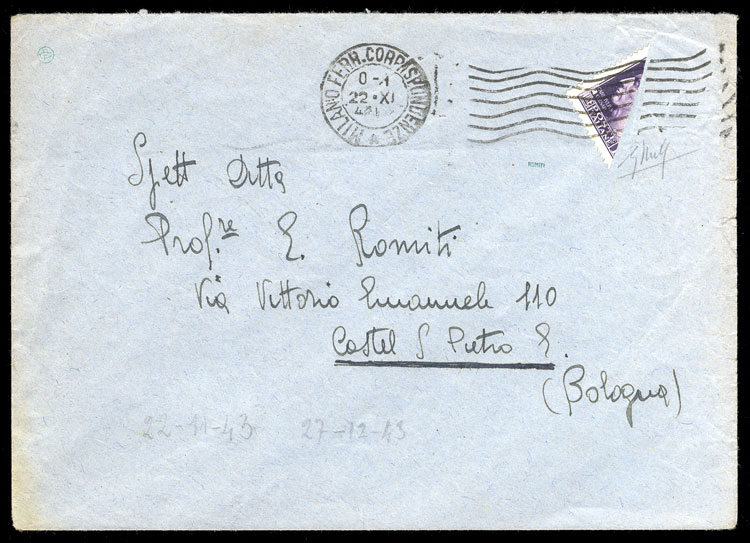 MILANO FERR. CORRISPONDENZE
0-1
22·XI
ROMITI
Spett Ditta
Prof.re E. Romiti
Via Vittorio Emanuele 110
Castel S Pietro E.
(Bologna)
22-11-43 27-12-43